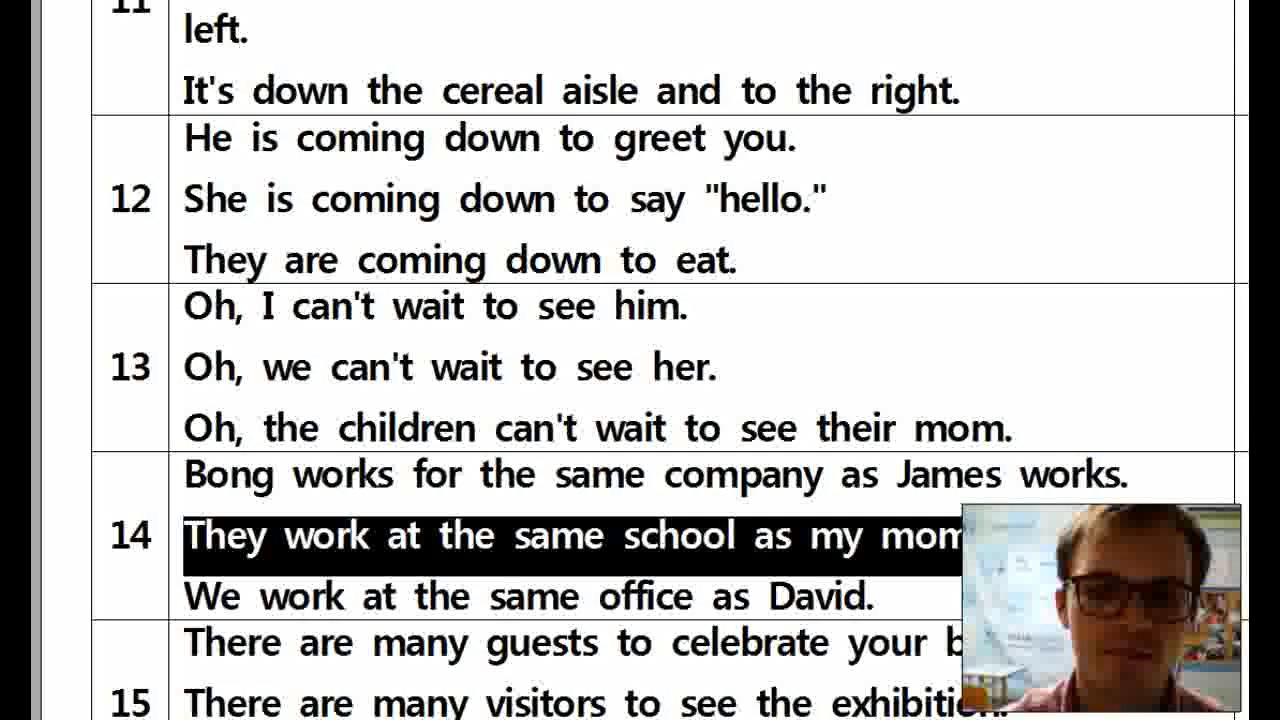 11
left.
It's down the cereal aisle and to the right.
He is coming down to greet you.
12
She is coming down to say "hello."
They are coming down to eat.
Oh, I can't wait to see him.
13
Oh, we can't wait to see her.
Oh, the children can't wait to see their mom.
Bong works for the same company as James works.
14
They work at the same school as my mom
We work at the same office as David.
There are many guests to celebrate your
15
There are many visitors to see the exhibition.